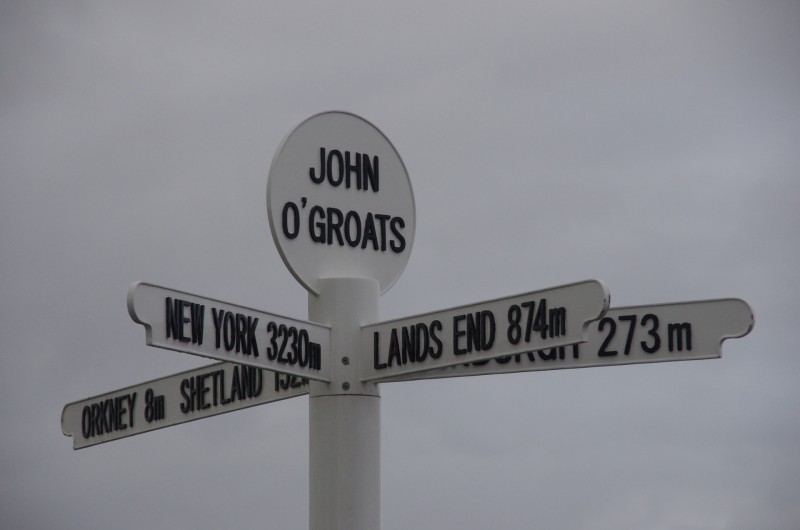 JOHN
O'GROATS
NEW YORK 3230m
LANDS END 874m
273m
ORKNEY 8m SHETLAND